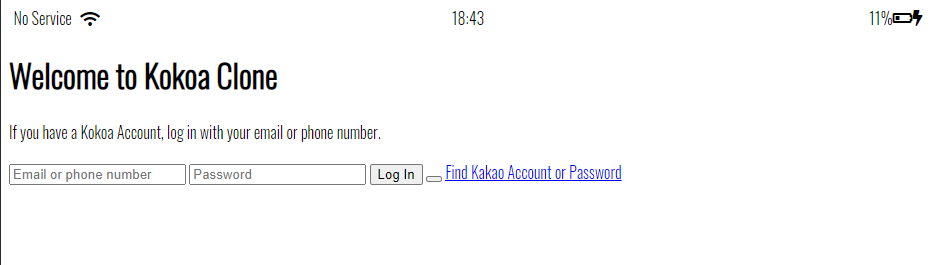 No Service 18:43 11%
Welcome to Kokoa Clone
If you have a Kokoa Account, log in with your email or phone number.
Email or phone number Password Log In Find Kakao Account or Password